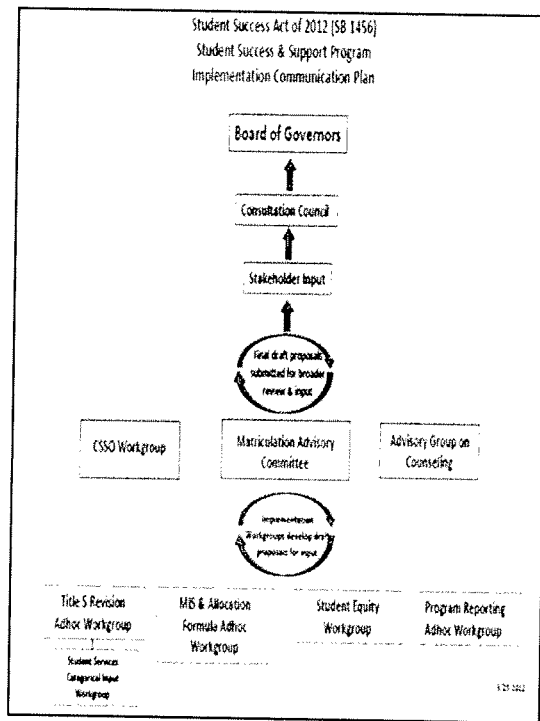 Student Success Act of 2012 (SB 1456)
Student Success & Support Program
Implementation Communication Plan
Board of Governors
Consultation Council
Stakeholder Input
Final draft proposals
submitted for broader
review & input
CSSO Workgroup
Matriculation Advisory
Committee
Advisory Group on
Counseling
Implementation
Workgroups develop draft
proposals for input
Title 5 Revision
Adhoc Workgroup
MIS & Allocation
Formula Adhoc
Workgroup
Student Equity
Workgroup
Program Reporting
Adhoc Workgroup
Student Services
Categorical Input
Workgroup